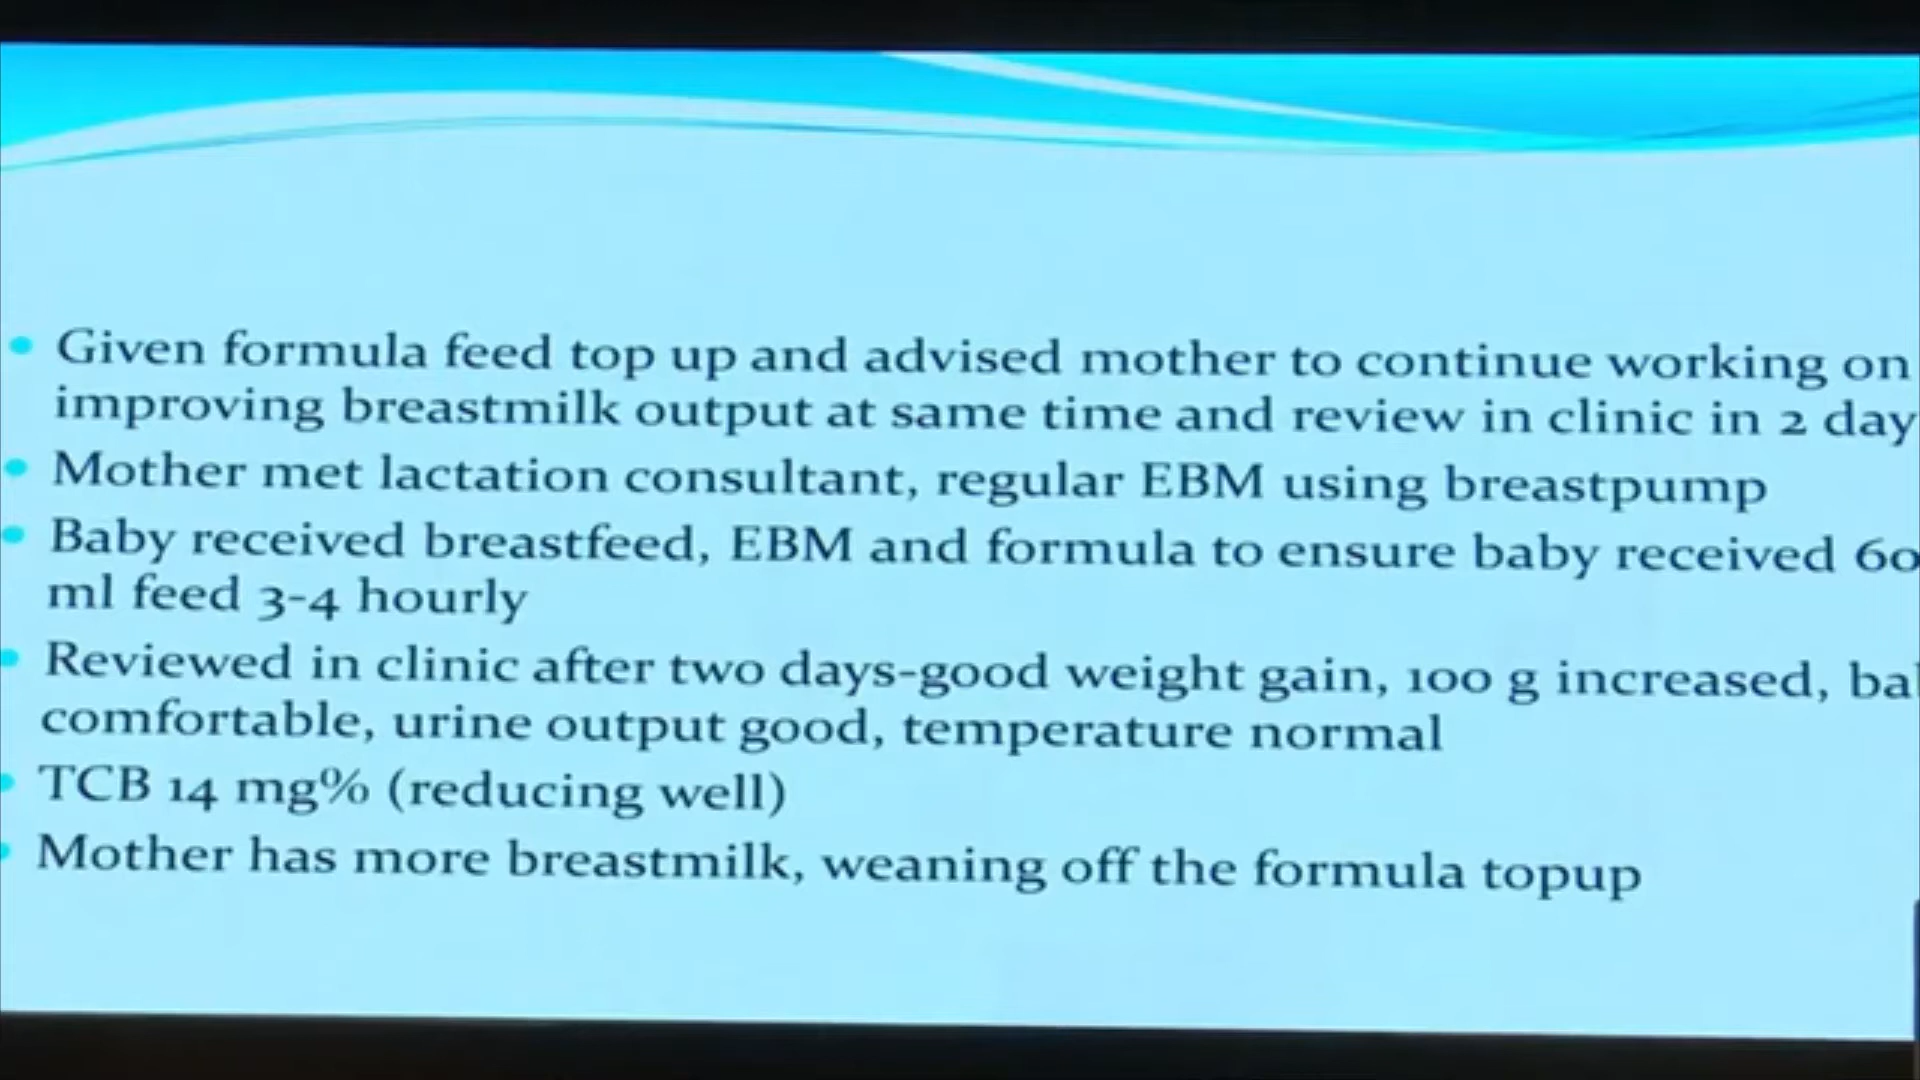 Given formula feed top up and advised mother to continue working on
improving breastmilk output at same time and review in clinic in 2 day
Mother met lactation consultant, regular EBM using breastpump
Baby received breastfeed, EBM and formula to ensure baby received 60
ml feed 3-4 hourly
Reviewed in clinic after two days-good weight gain, 100 g increased,
comfortable, urine output good, temperature normal
TCB 14 mg% (reducing well)
Mother has more breastmilk, weaning off the formula topup